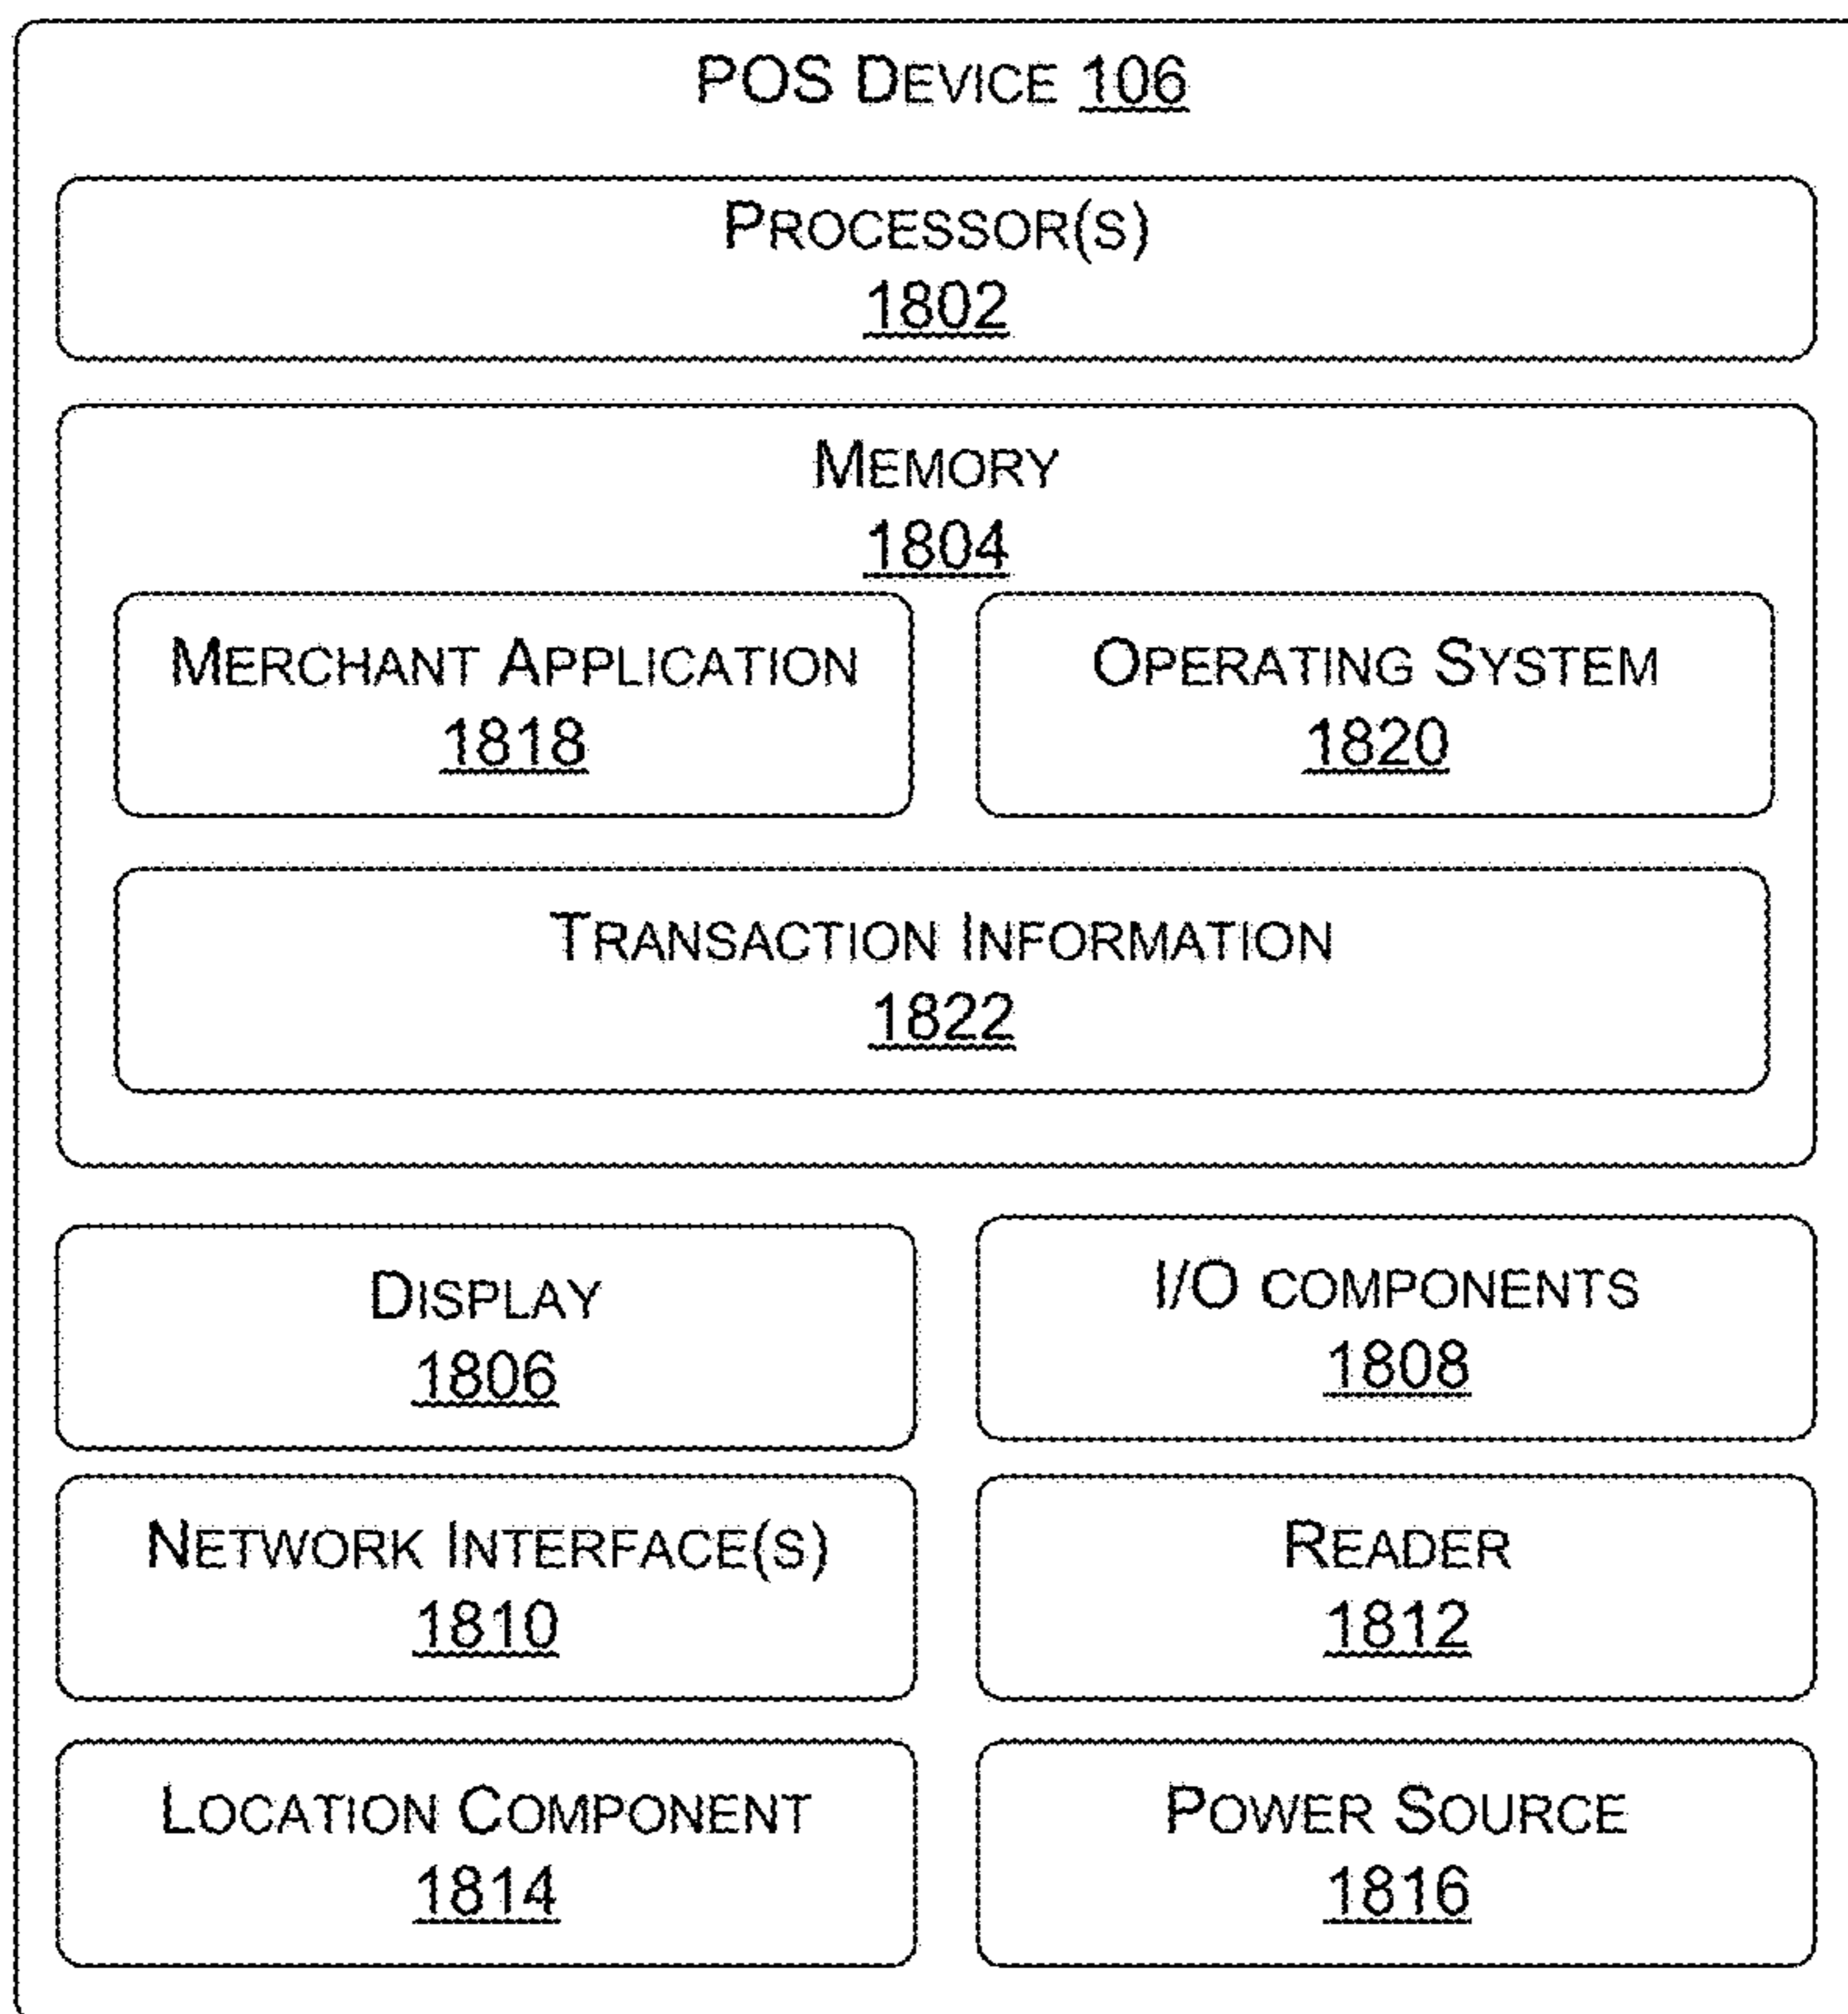 POS DEVICE 106
PROCESSOR(S)
1802
MEMORY
1804
MERCHANT APPLICATION
1818
OPERATING SYSTEM
1820
TRANSACTION INFORMATION
1822
DISPLAY
1806
I/O COMPONENTS
1808
NETWORK INTERFACE(S)
1810
READER
1812
LOCATION COMPONENT
1814
POWER SOURCE
1816